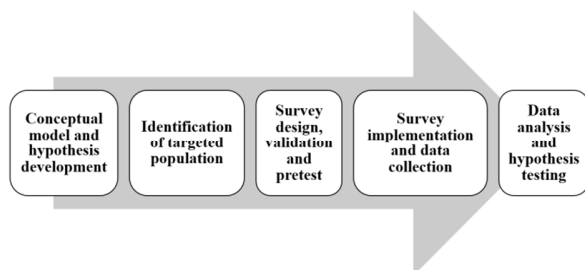 Conceptual
model and
hypothesis
development
Identification
of targeted
population
Survey
design,
validation
and
pretest
Survey
implementation
and data
collection
Data
analysis
and
hypothesis
testing